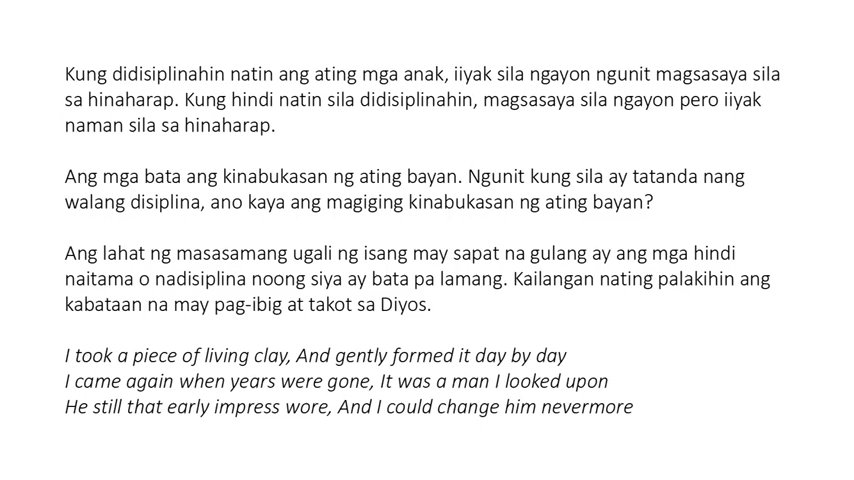 Kung didisiplinahin natin ang ating mga anak, iiyak sila ngayon ngunit magsasaya sila
sa hinaharap. Kung hindi natin sila didisiplinahin, magsasaya sila ngayon pero iiyak
naman sila sa hinaharap.
Ang mga bata ang kinabukasan ng ating bayan. Ngunit kung sila ay tatanda nang
walang disiplina, ano kaya ang magiging kinabukasan ng ating bayan?
Ang lahat ng masasamang ugali ng isang may sapat na gulang ay ang mga hindi
naitama o nadisiplina noong siya ay bata pa lamang. Kailangan nating palakihin ang
kabataan na may pag-ibig at takot sa Diyos.
I took a piece of living clay, And gently formed it day by day
I came again when years were gone, It was a man I looked upon
He still that early impress wore, And I could change him nevermore